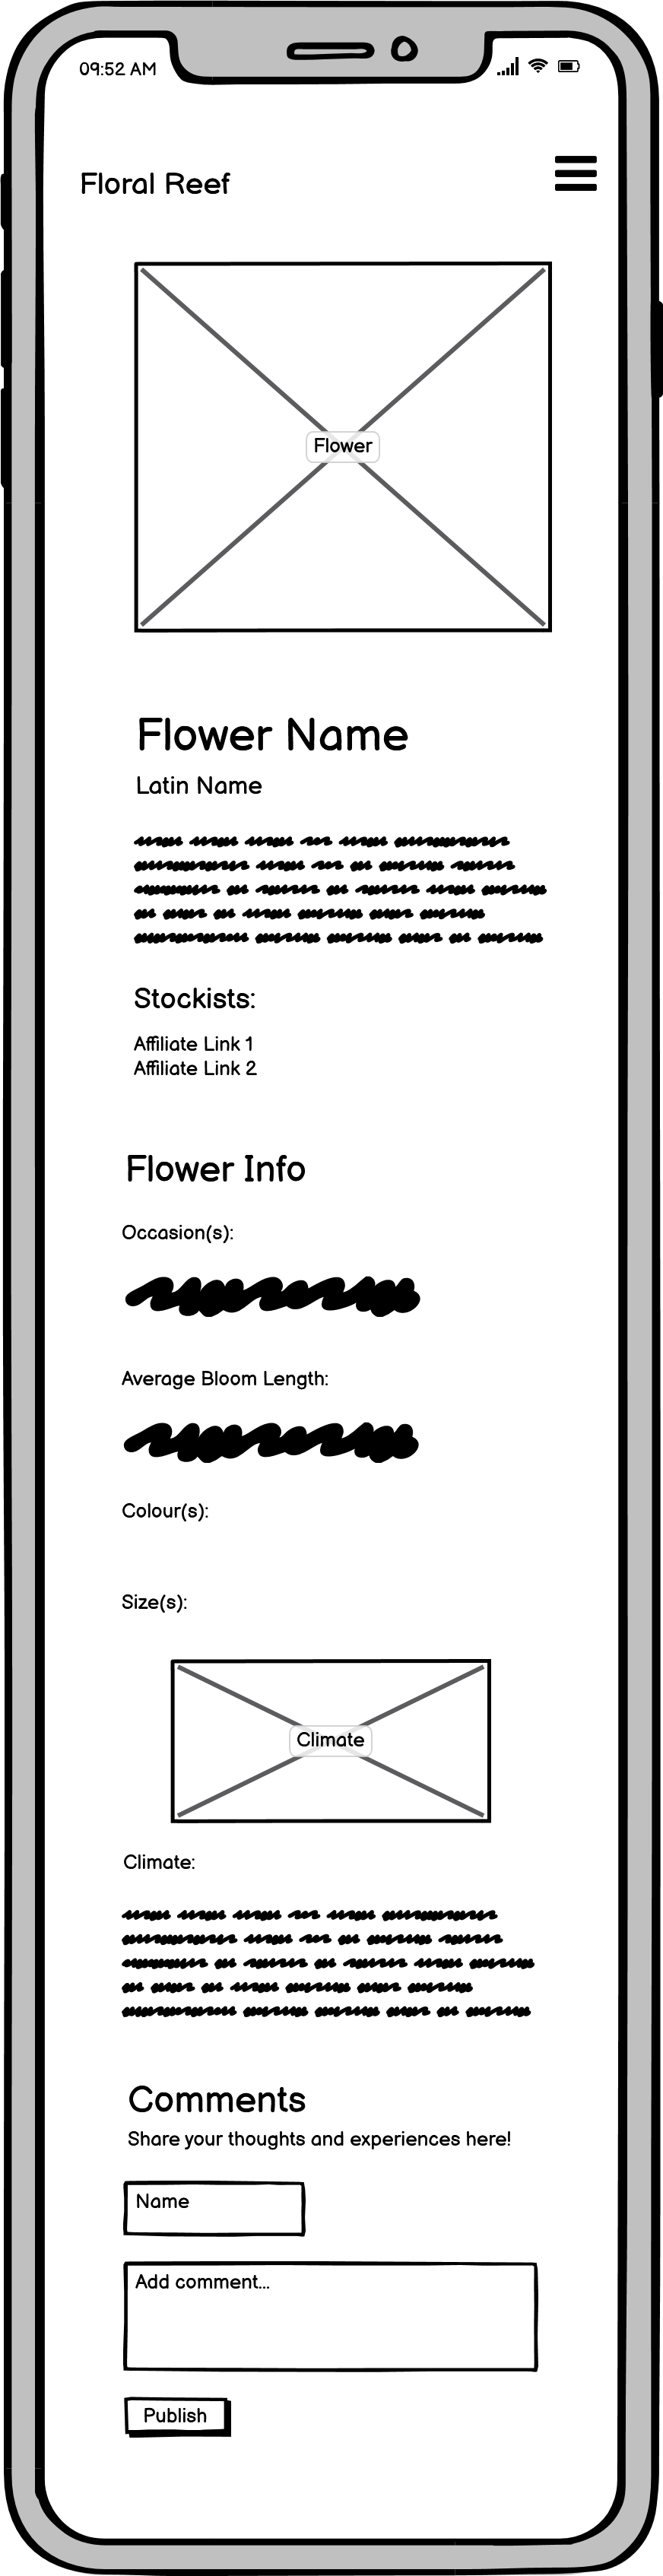 09:52 AM
Floral Reef
Flower
Flower Name
Latin Name
Stockists:
Affiliate Link 1
Affiliate Link 2
Flower Info
Occasion(s):
Average Bloom Length:
Colour(s):
Size(s):
Climate
Climate:
Comments
Share your thoughts and experiences here!
Name
Add comment...
Publish